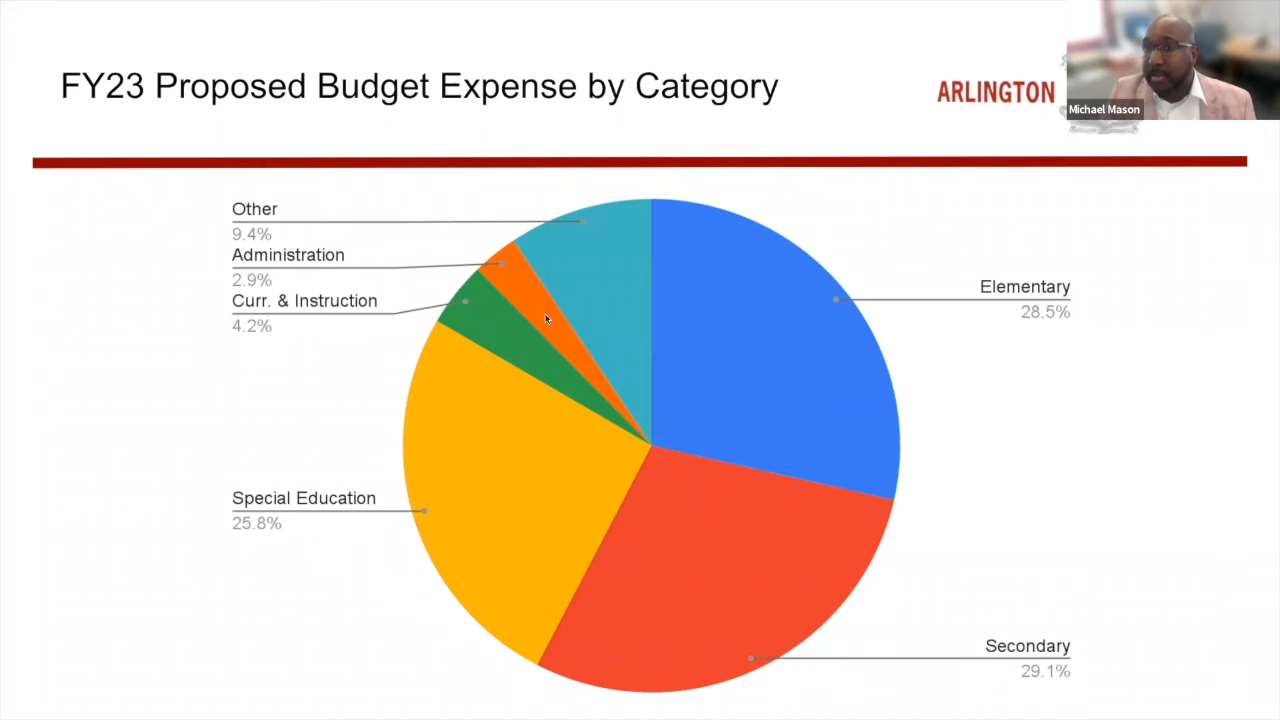 FY23 Proposed Budget Expense by Category
ARLINGTON
Michael Mason
Other
9.4%
Administration
2.9%
Curr. & Instruction
4.2%
Elementary
28.5%
Special Education
25.8%
Secondary
29.1%